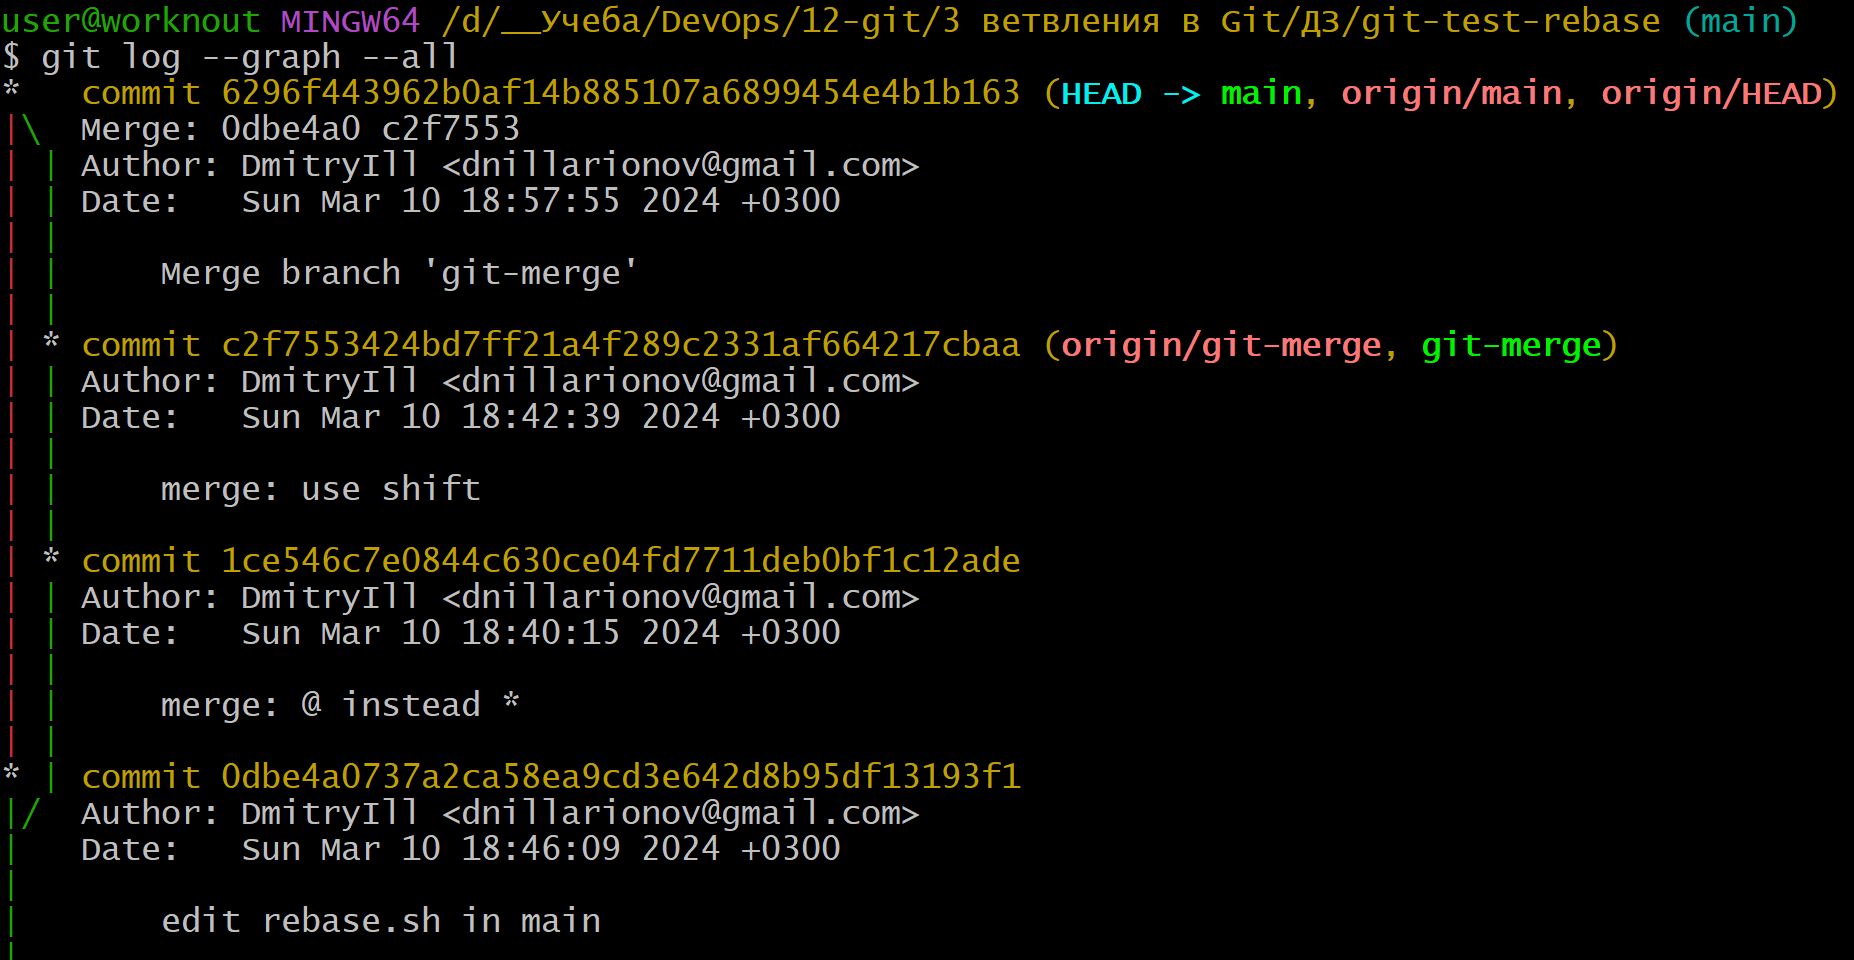 user@worknout MINGW64 /d/__Учеба/DevOps/12-git/3 ветвления в Git/ДЗ/git-test-rebase (main)
$ git log --graph --all
*   commit 6296f443962b0af14b885107a6899454e4b1b163 (HEAD -> main, origin/main, origin/HEAD)
|\  Merge: 0dbe4a0 c2f7553
| | Author: DmitryIll <dnillarionov@gmail.com>
| | Date:   Sun Mar 10 18:57:55 2024 +0300
| |
| |     Merge branch 'git-merge'
| |
| * commit c2f7553424bd7ff21a4f289c2331af664217cbaa (origin/git-merge, git-merge)
| | Author: DmitryIll <dnillarionov@gmail.com>
| | Date:   Sun Mar 10 18:42:39 2024 +0300
| |
| |     merge: use shift
| |
| * commit 1ce546c7e0844c630ce04fd7711deb0bf1c12ade
| | Author: DmitryIll <dnillarionov@gmail.com>
| | Date:   Sun Mar 10 18:40:15 2024 +0300
| |
| |     merge: @ instead *
| |
* | commit 0dbe4a0737a2ca58ea9cd3e642d8b95df13193f1
|/  Author: DmitryIll <dnillarionov@gmail.com>
|   Date:   Sun Mar 10 18:46:09 2024 +0300
|
|       edit rebase.sh in main
|